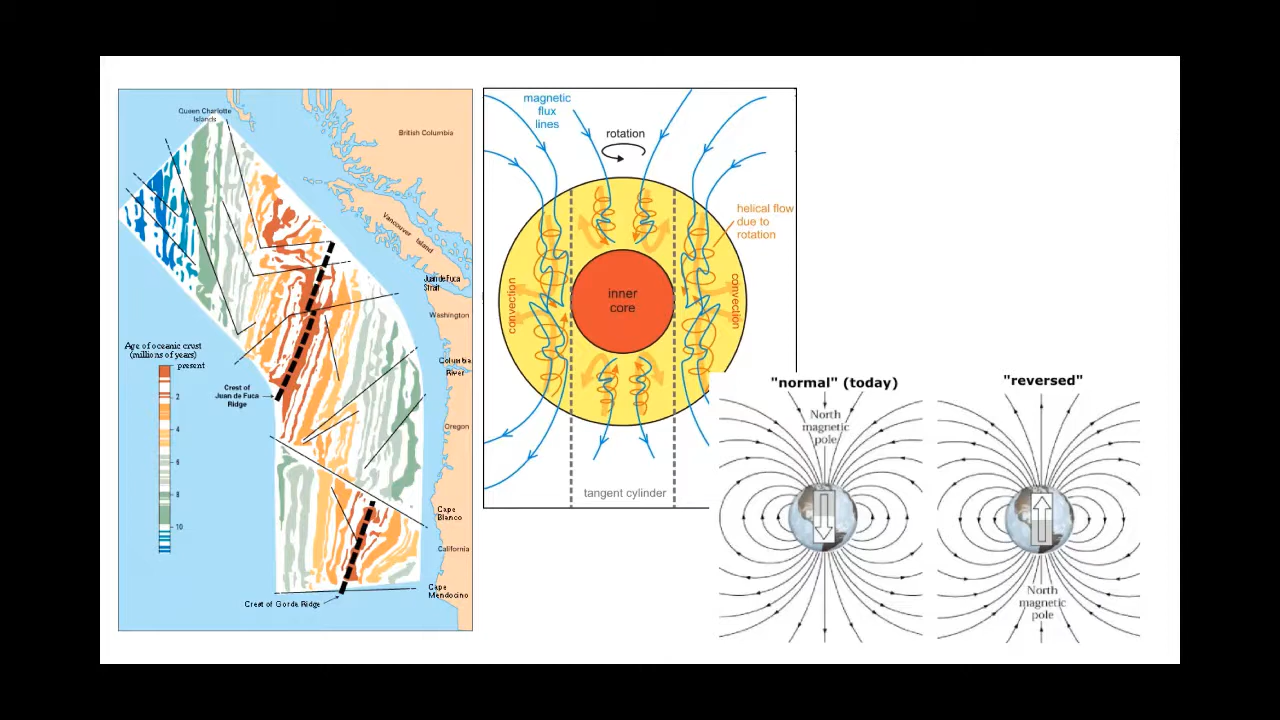 Queen Charlotte
Islands
British Columbia
Vancouver Island
Juan de Fuca
Strait
Washington
Columbia
River
Oregon
Cape
Blanco
California
Cape
Mendocino
Age of oceanic crust
(millions of years)
present
2
4
6
8
10
Crest of
Juan de Fuca
Ridge
Crest of Gorda Ridge
magnetic
flux
lines
rotation
helical flow
due to
rotation
convection
inner
core
convection
tangent cylinder
"normal" (today)
North
magnetic
pole
"reversed"
North
magnetic
pole